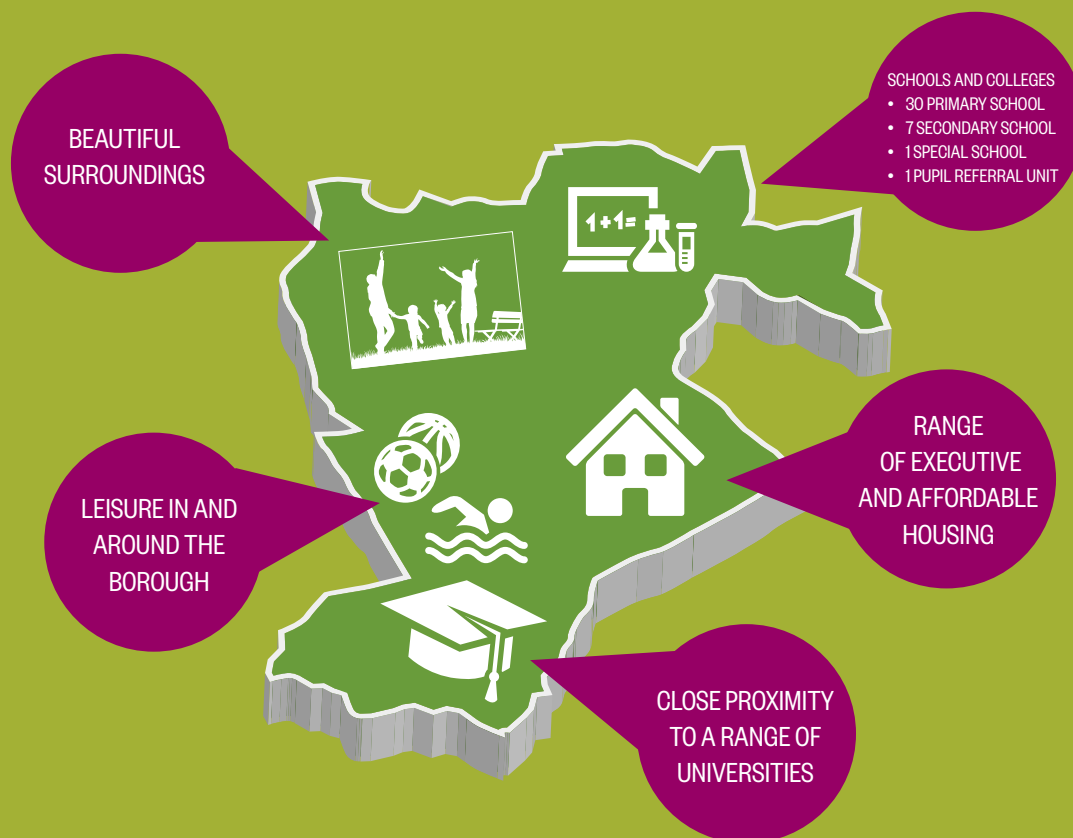 BEAUTIFUL
SURROUNDINGS
SCHOOLS AND COLLEGES
• 30 PRIMARY SCHOOL
• 7 SECONDARY SCHOOL
• 1 SPECIAL SCHOOL
• 1 PUPIL REFERRAL UNIT
1+1=
LEISURE IN AND
AROUND THE
BOROUGH
RANGE
OF EXECUTIVE
AND AFFORDABLE
HOUSING
CLOSE PROXIMITY
TO A RANGE OF
UNIVERSITIES